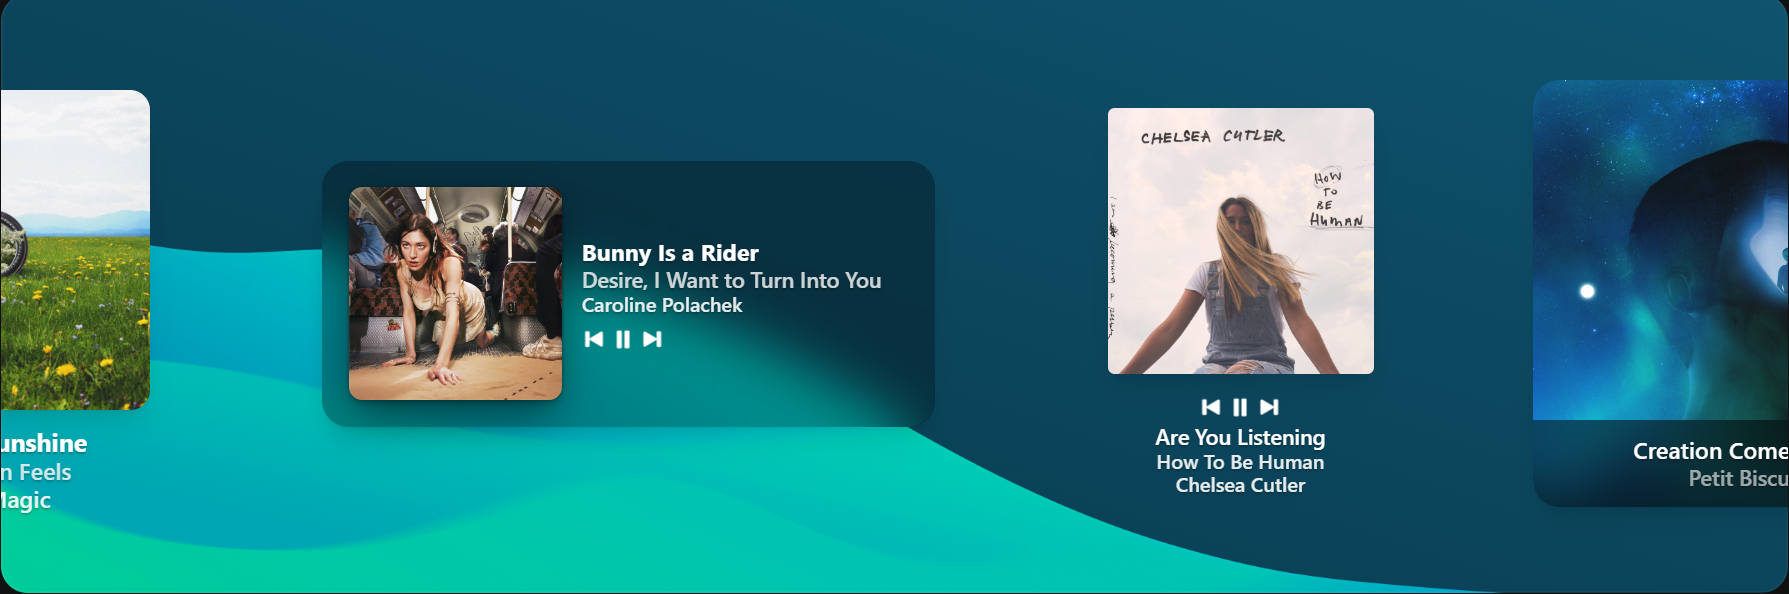 unshine
n Feels
Magic
Bunny Is a Rider
Desire, I Want to Turn Into You
Caroline Polachek
CHELSEA CUTLER
HOW
TO
BE
HUMAN
Are You Listening
How To Be Human
Chelsea Cutler
Creation Come
Petit Biscu